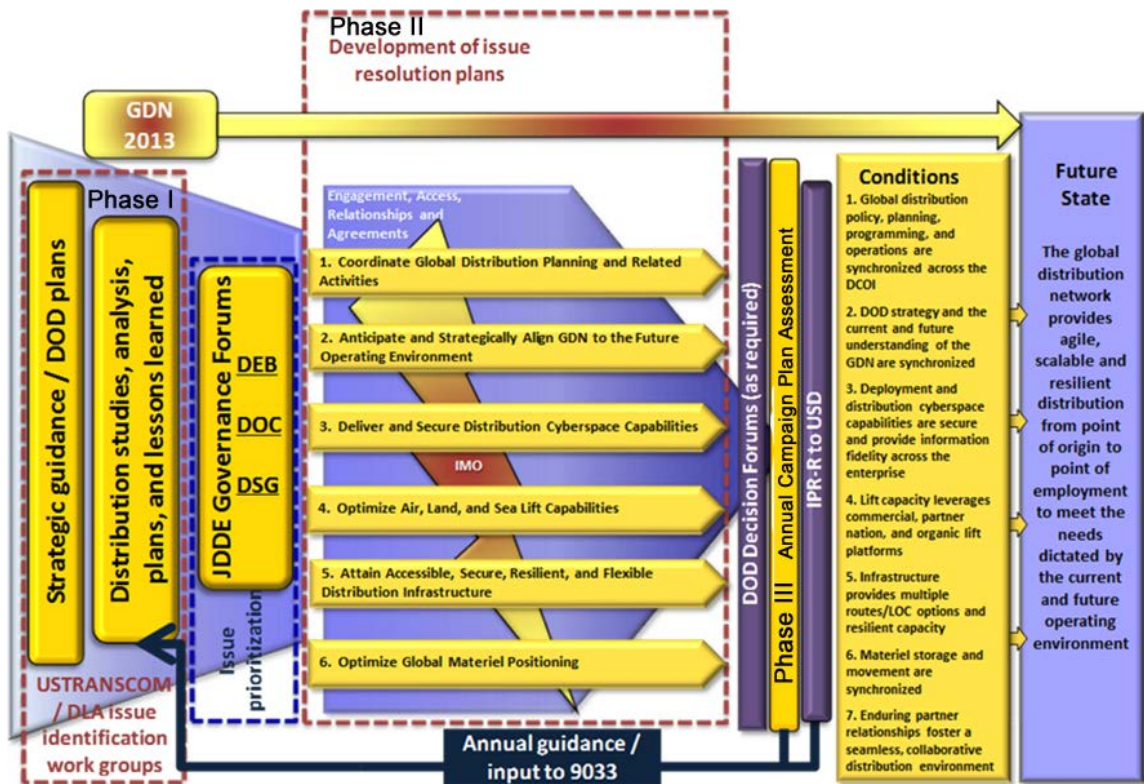 Phase II
Development of issue
resolution plans
GDN
2013
Phase I
Strategic guidance / DOD plans
Distribution studies, analysis,
plans, and lessons learned
USTRANSCOM
/ DLA issue
identification
work groups
JDDE Governance Forums
DEB
DOC
DSG
Issue
prioritization
Engagement, Access,
Relationships and
Agreements
1. Coordinate Global Distribution Planning and Related
Activities
2. Anticipate and Strategically Align GDN to the Future
Operating Environment
3. Deliver and Secure Distribution Cyberspace Capabilities
IMO
4. Optimize Air, Land, and Sea Lift Capabilities
5. Attain Accessible, Secure, Resilient, and Flexible
Distribution Infrastructure
6. Optimize Global Materiel Positioning
DOD Decision Forums (as required)
Phase III Annual Campaign Plan Assessment
IPR-R to USD
Annual guidance /
input to 9033
Conditions
1. Global distribution
policy, planning,
programming, and
operations are
synchronized across the
DCOI
2. DOD strategy and the
current and future
understanding of the
GDN are synchronized
3. Deployment and
distribution cyberspace
capabilities are secure
and provide information
fidelity across the
enterprise
4. Lift capacity leverages
commercial, partner
nation, and organic lift
platforms
5. Infrastructure
provides multiple
routes/LOC options and
resilient capacity
6. Materiel storage and
movement are
synchronized
7. Enduring partner
relationships foster a
seamless, collaborative
distribution environment
Future
State
The global
distribution
network
provides
agile,
scalable and
resilient
distribution
from point
of origin to
point of
employment
to meet the
needs
dictated by
the current
and future
operating
environment